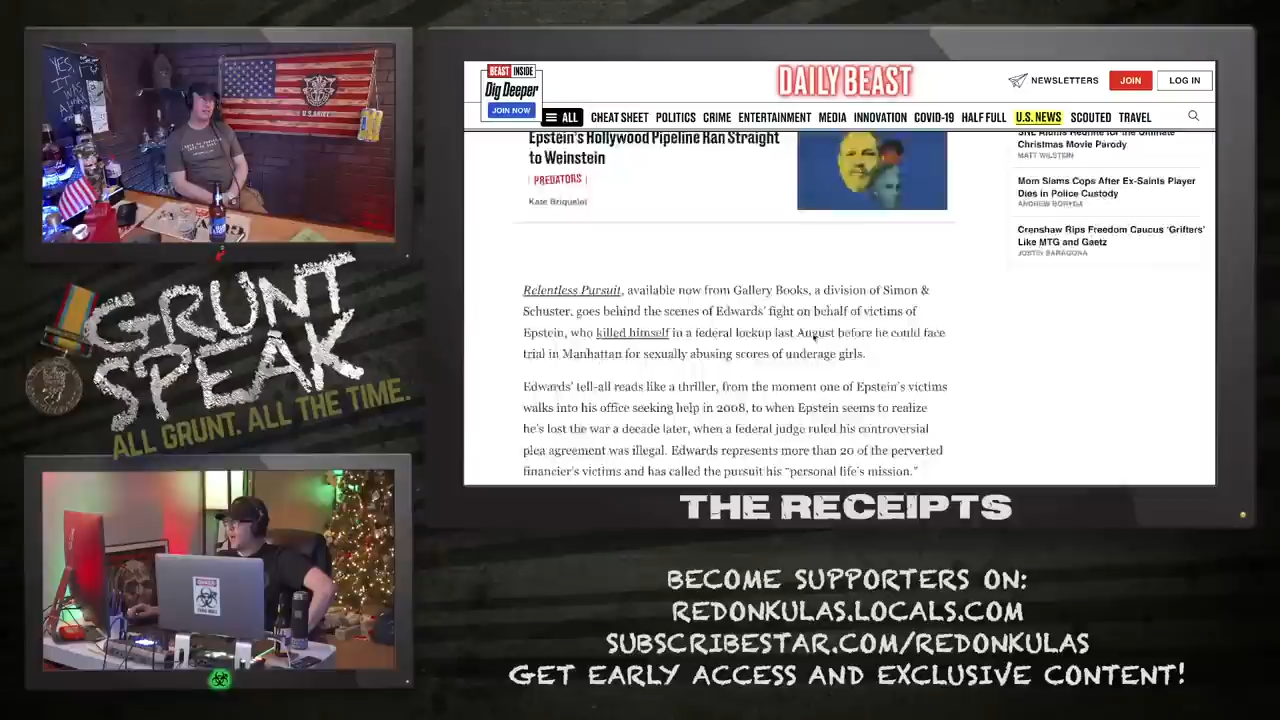 YES,
IT
WAS
U.S. ARMY
GRUNT
SPEAK
ALL GRUNT. ALL THE TIME.
BEAST INSIDE
Dig Deeper
JOIN NOW
DAILY BEAST
NEWSLETTERS
JOIN
LOG IN
ALL
CHEAT SHEET
POLITICS
CRIME
ENTERTAINMENT
MEDIA
INNOVATION
COVID-19
HALF FULL
U.S. NEWS
SCOUTED
TRAVEL
Epstein's Hollywood Pipeline Ran Straight
to Weinstein
PREDATORS
Kate Briquelet
SNL Alums Reunite for the Ultimate
Christmas Movie Parody
MATT WILSTEIN
Mom Slams Cops After Ex-Saints Player
Dies in Police Custody
ANDREW BORYGA
Crenshaw Rips Freedom Caucus ‘Grifters’
Like MTG and Gaetz
JUSTIN BARAGONA
Relentless Pursuit, available now from Gallery Books, a division of Simon &
Schuster, goes behind the scenes of Edwards’ fight on behalf of victims of
Epstein, who killed himself in a federal lockup last August before he could face
trial in Manhattan for sexually abusing scores of underage girls.
Edwards’ tell-all reads like a thriller, from the moment one of Epstein’s victims
walks into his office seeking help in 2008, to when Epstein seems to realize
he’s lost the war a decade later, when a federal judge ruled his controversial
plea agreement was illegal. Edwards represents more than 20 of the perverted
financier’s victims and has called the pursuit his “personal life’s mission.”
THE RECEIPTS
BECOME SUPPORTERS ON:
REDONKULAS.LOCALS.COM
SUBSCRIBESTAR.COM/REDONKULAS
GET EARLY ACCESS AND EXCLUSIVE CONTENT!